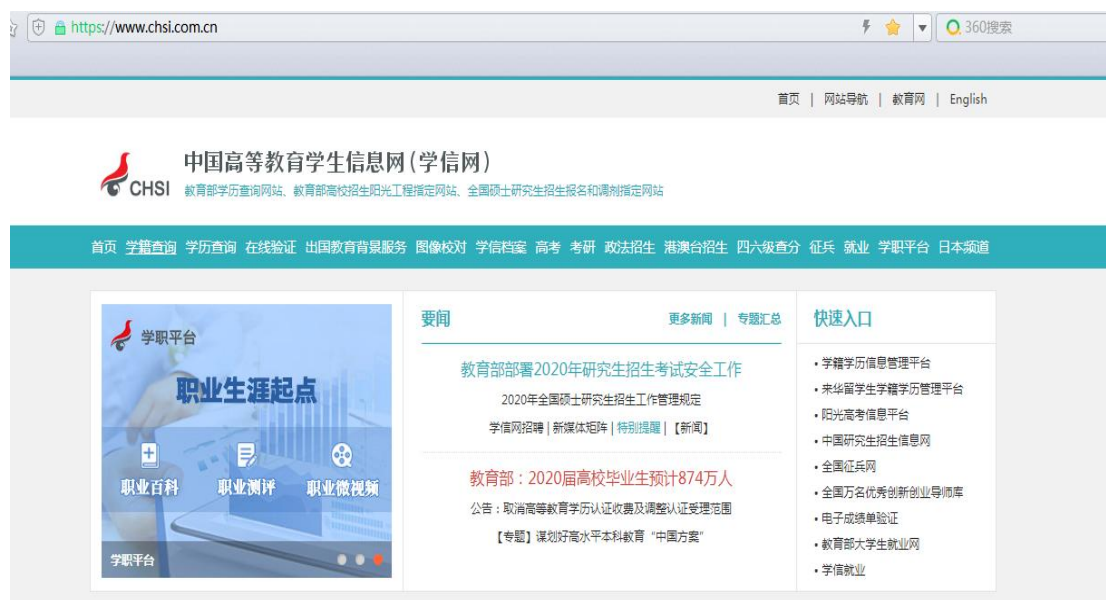 https://www.chsi.com.cn
360搜索
首页 | 网站导航 | 教育网 | English
CHSI
中国高等教育学生信息网(学信网)
教育部学历查询网站、教育部高校招生阳光工程指定网站、全国硕士研究生招生报名和调剂指定网站
首页 学籍查询 学历查询 在线验证 出国教育背景服务 图像校对 学信档案 高考 考研 政法招生 港澳台招生 四六级查分 征兵 就业 学职平台 日本频道
学职平台
职业生涯起点
职业百科 职业测评 职业微视频
学职平台
要闻 更多新闻 | 专题汇总
教育部部署2020年研究生招生考试安全工作
2020年全国硕士研究生招生工作管理规定
学信网招聘 | 新媒体矩阵 | 特别提醒 | 【新闻】
教育部：2020届高校毕业生预计874万人
公告：取消高等教育学历认证收费及调整认证受理范围
【专题】谋划好高水平本科教育“中国方案”
快速入口
• 学籍学历信息管理平台
• 来华留学生学籍学历管理平台
• 阳光高考信息平台
• 中国研究生招生信息网
• 全国征兵网
• 全国万名优秀创新创业导师库
• 电子成绩单验证
• 教育部大学生就业网
• 学信就业